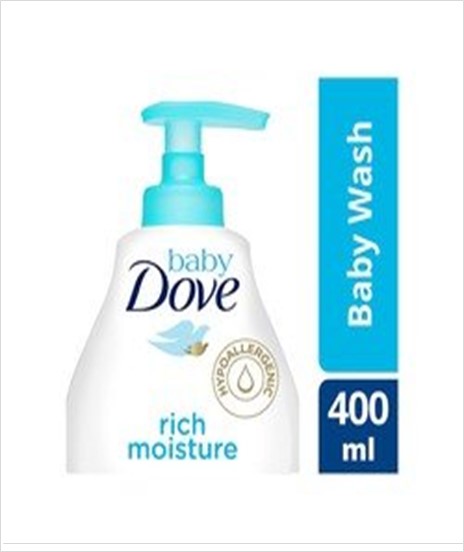 baby
Dove
HYPOALLERGENIC
rich
moisture
Baby Wash
400
ml